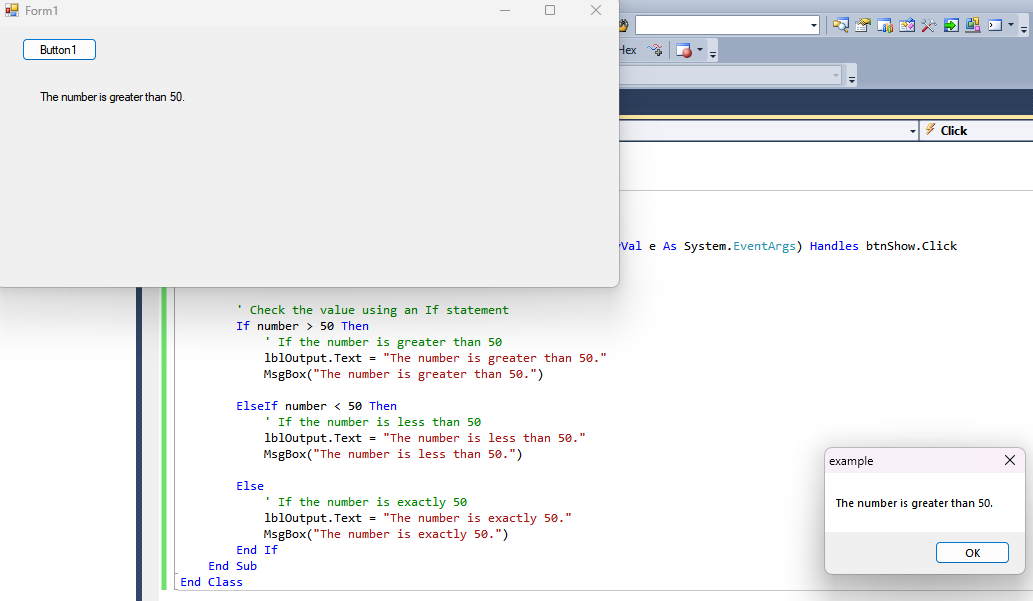 Form1
Button1
The number is greater than 50.
Hex
Click
Val e As System.EventArgs) Handles btnShow.Click
' Check the value using an If statement
If number > 50 Then
' If the number is greater than 50
lblOutput.Text = "The number is greater than 50."
MsgBox("The number is greater than 50.")
ElseIf number < 50 Then
' If the number is less than 50
lblOutput.Text = "The number is less than 50."
MsgBox("The number is less than 50.")
Else
' If the number is exactly 50
lblOutput.Text = "The number is exactly 50."
MsgBox("The number is exactly 50.")
End If
End Sub
End Class
example
The number is greater than 50.
OK